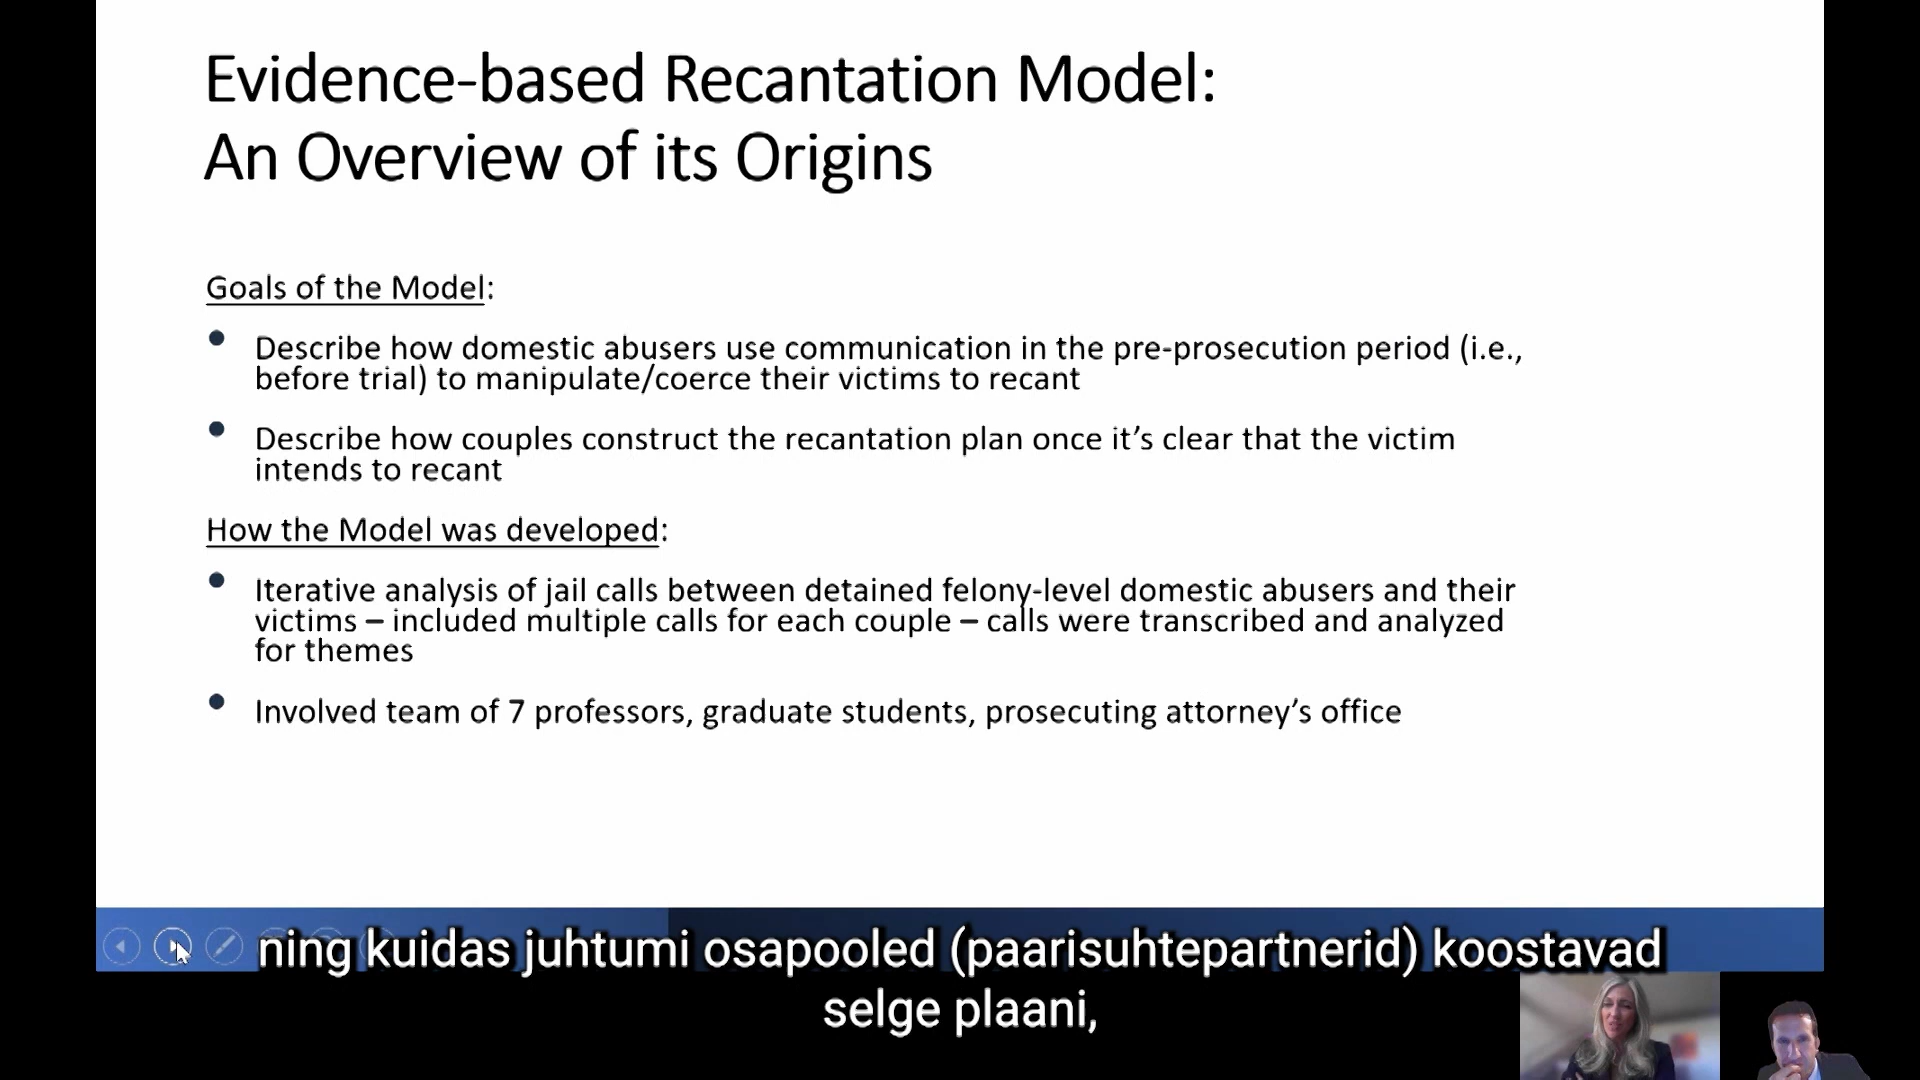 Evidence-based Recantation Model:
An Overview of its Origins
Goals of the Model:
Describe how domestic abusers use communication in the pre-prosecution period (i.e.,
before trial) to manipulate/coerce their victims to recant
Describe how couples construct the recantation plan once it’s clear that the victim
intends to recant
How the Model was developed:
Iterative analysis of jail calls between detained felony-level domestic abusers and their
victims – included multiple calls for each couple – calls were transcribed and analyzed
for themes
Involved team of 7 professors, graduate students, prosecuting attorney’s office
ning kuidas juhtumi osapooled (paarisuhtepartnerid) koostavad
selge plaani,